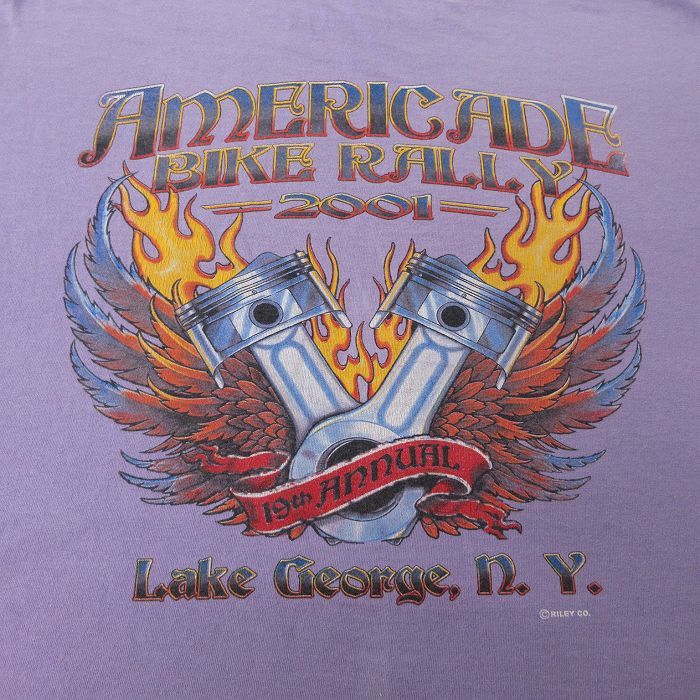 AMERICADE
BIKE RALLY
2001
19th ANNUAL
Lake George, N. Y.
©RILEY CO.